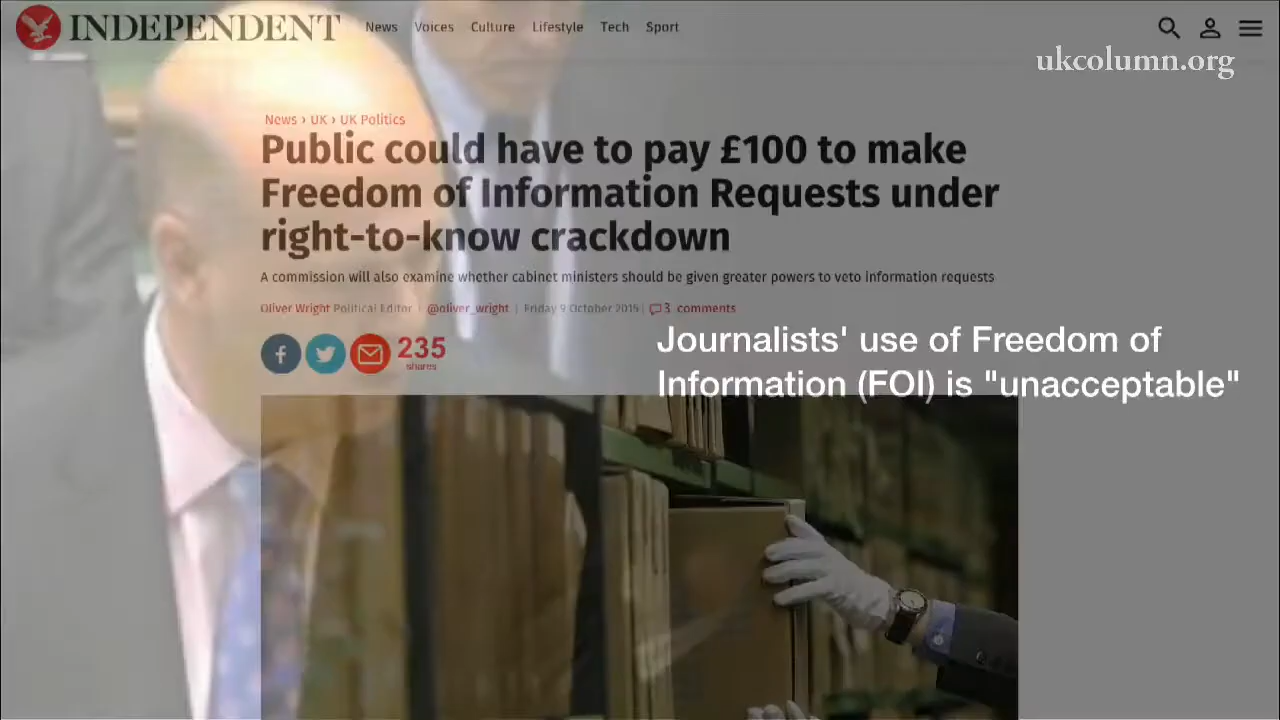 INDEPENDENT News Voices Culture Lifestyle Tech Sport
ukcolumn.org
News › UK › UK Politics
Public could have to pay £100 to make
Freedom of Information Requests under
right-to-know crackdown
A commission will also examine whether cabinet ministers should be given greater powers to veto information requests
Oliver Wright Political Editor | @oliver_wright | Friday 9 October 2015 | 3 comments
235
shares
Journalists' use of Freedom of
Information (FOI) is "unacceptable"